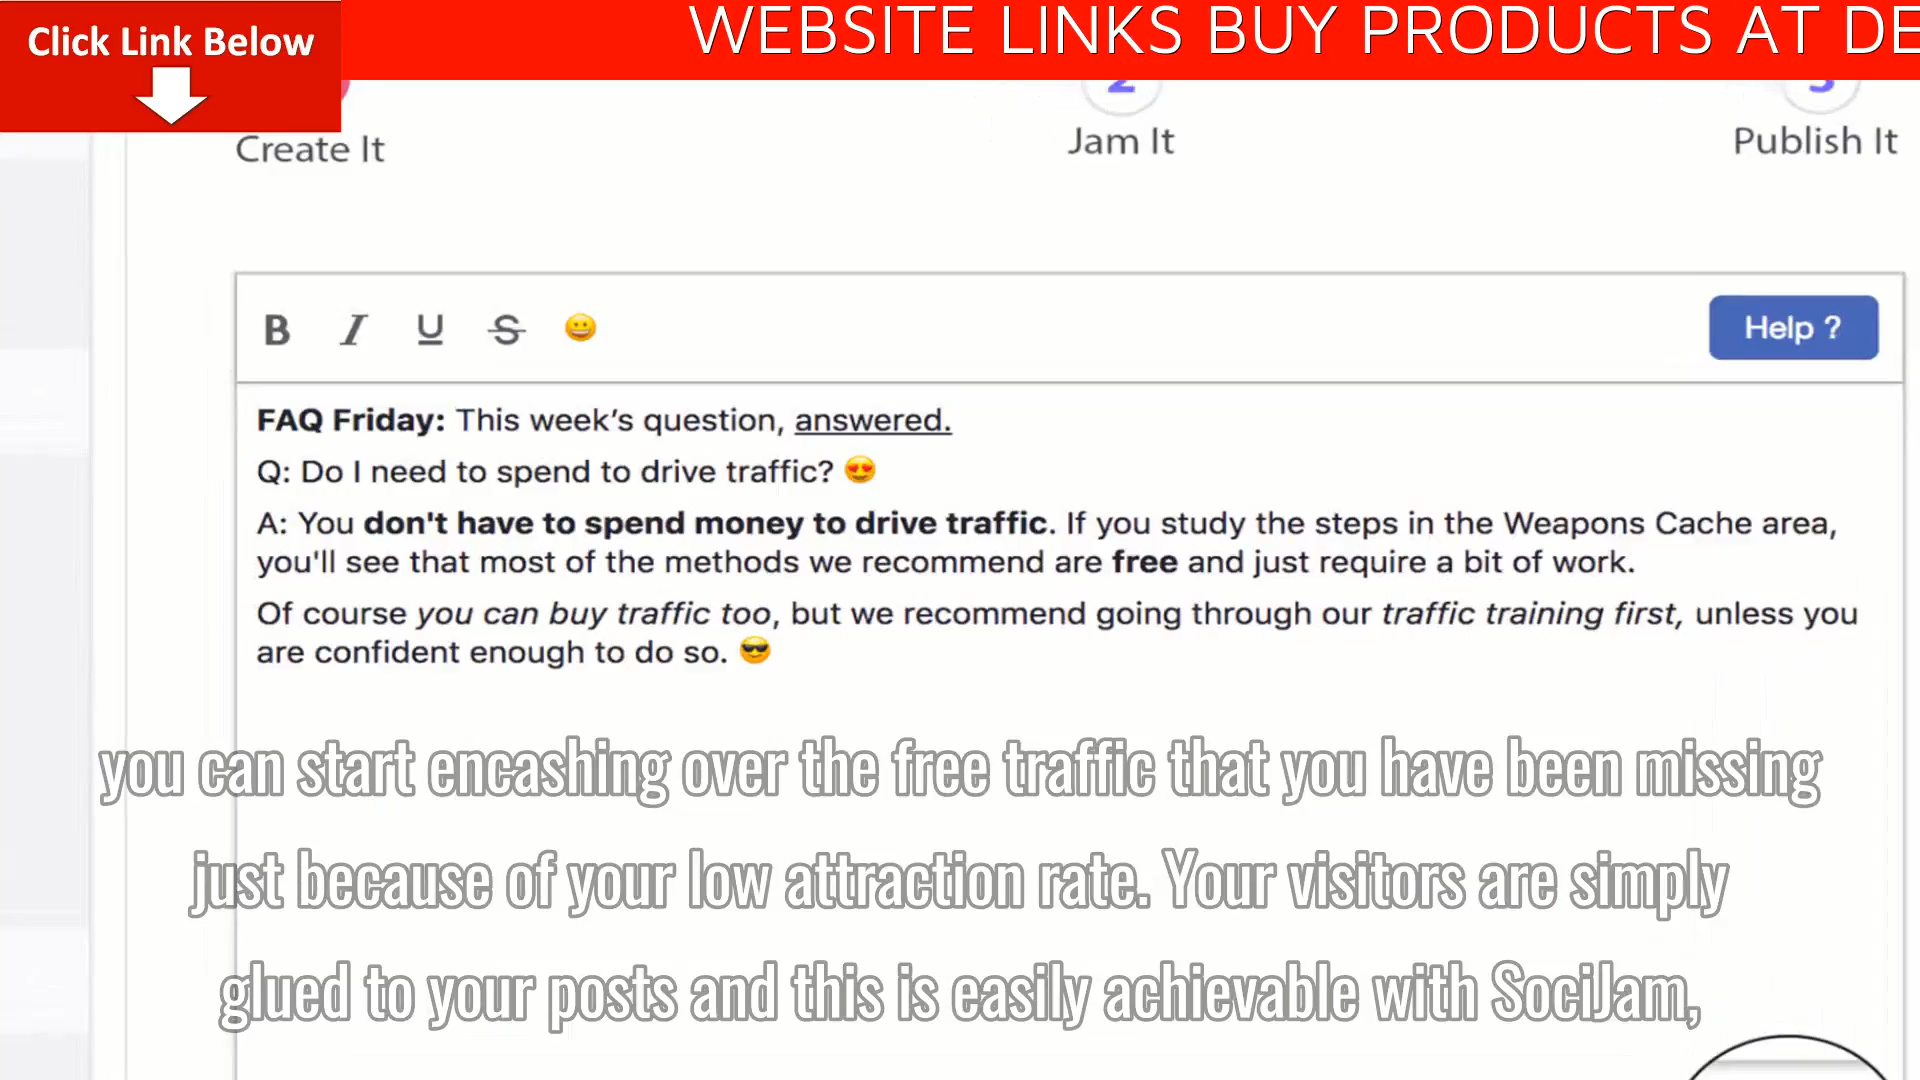 Click Link Below
WEBSITE LINKS BUY PRODUCTS AT DE
2
3
Create It
Jam It
Publish It
B I U S
Help ?
FAQ Friday: This week’s question, answered.
Q: Do I need to spend to drive traffic? 😍
A: You don't have to spend money to drive traffic. If you study the steps in the Weapons Cache area,
you'll see that most of the methods we recommend are free and just require a bit of work.
Of course you can buy traffic too, but we recommend going through our traffic training first, unless you
are confident enough to do so. 😎
you can start encashing over the free traffic that you have been missing
just because of your low attraction rate. Your visitors are simply
glued to your posts and this is easily achievable with SociJam,